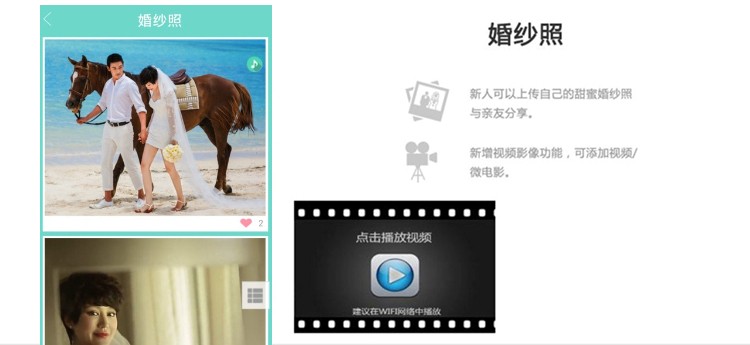 婚纱照
2
婚纱照
新人可以上传自己的甜蜜婚纱照
与亲友分享。
新增视频影像功能，可添加视频/
微电影。
点击播放视频
建议在WIFI网络中播放